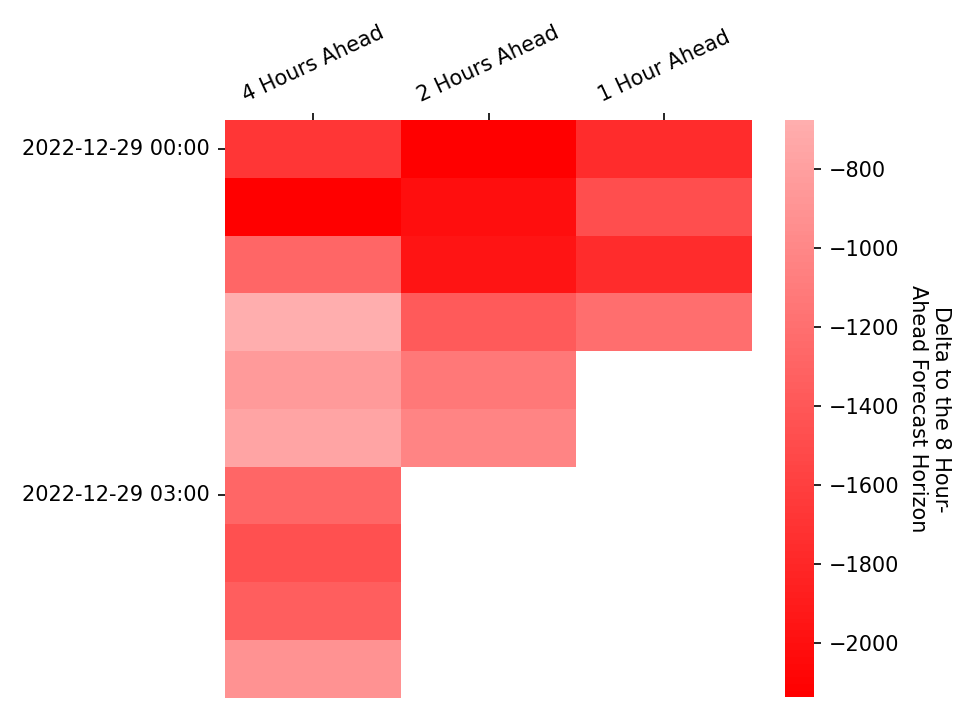 4 Hours Ahead
2 Hours Ahead
1 Hour Ahead
2022-12-29 00:00
2022-12-29 03:00
−800
−1000
−1200
−1400
−1600
−1800
−2000
Delta to the 8 Hour-
Ahead Forecast Horizon